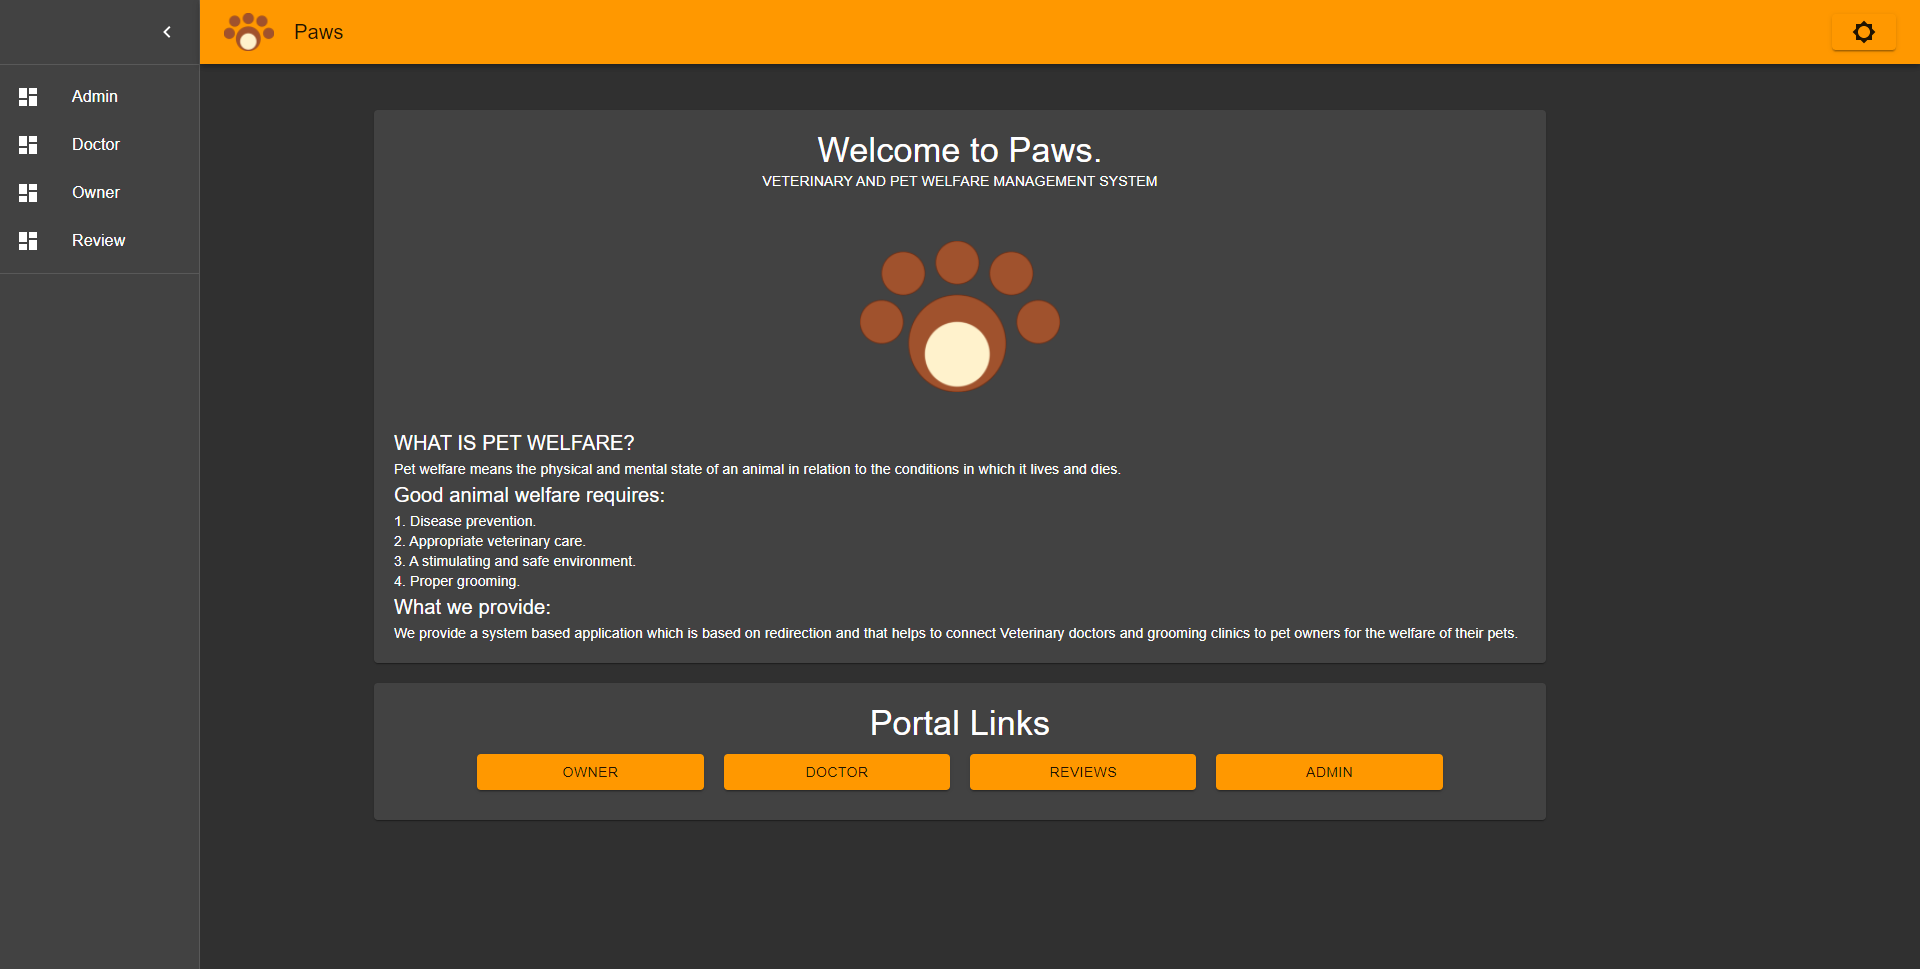 Paws
Admin
Doctor
Owner
Review
Welcome to Paws.
VETERINARY AND PET WELFARE MANAGEMENT SYSTEM
WHAT IS PET WELFARE?
Pet welfare means the physical and mental state of an animal in relation to the conditions in which it lives and dies.
Good animal welfare requires:
1. Disease prevention.
2. Appropriate veterinary care.
3. A stimulating and safe environment.
4. Proper grooming.
What we provide:
We provide a system based application which is based on redirection and that helps to connect Veterinary doctors and grooming clinics to pet owners for the welfare of their pets.
Portal Links
OWNER
DOCTOR
REVIEWS
ADMIN